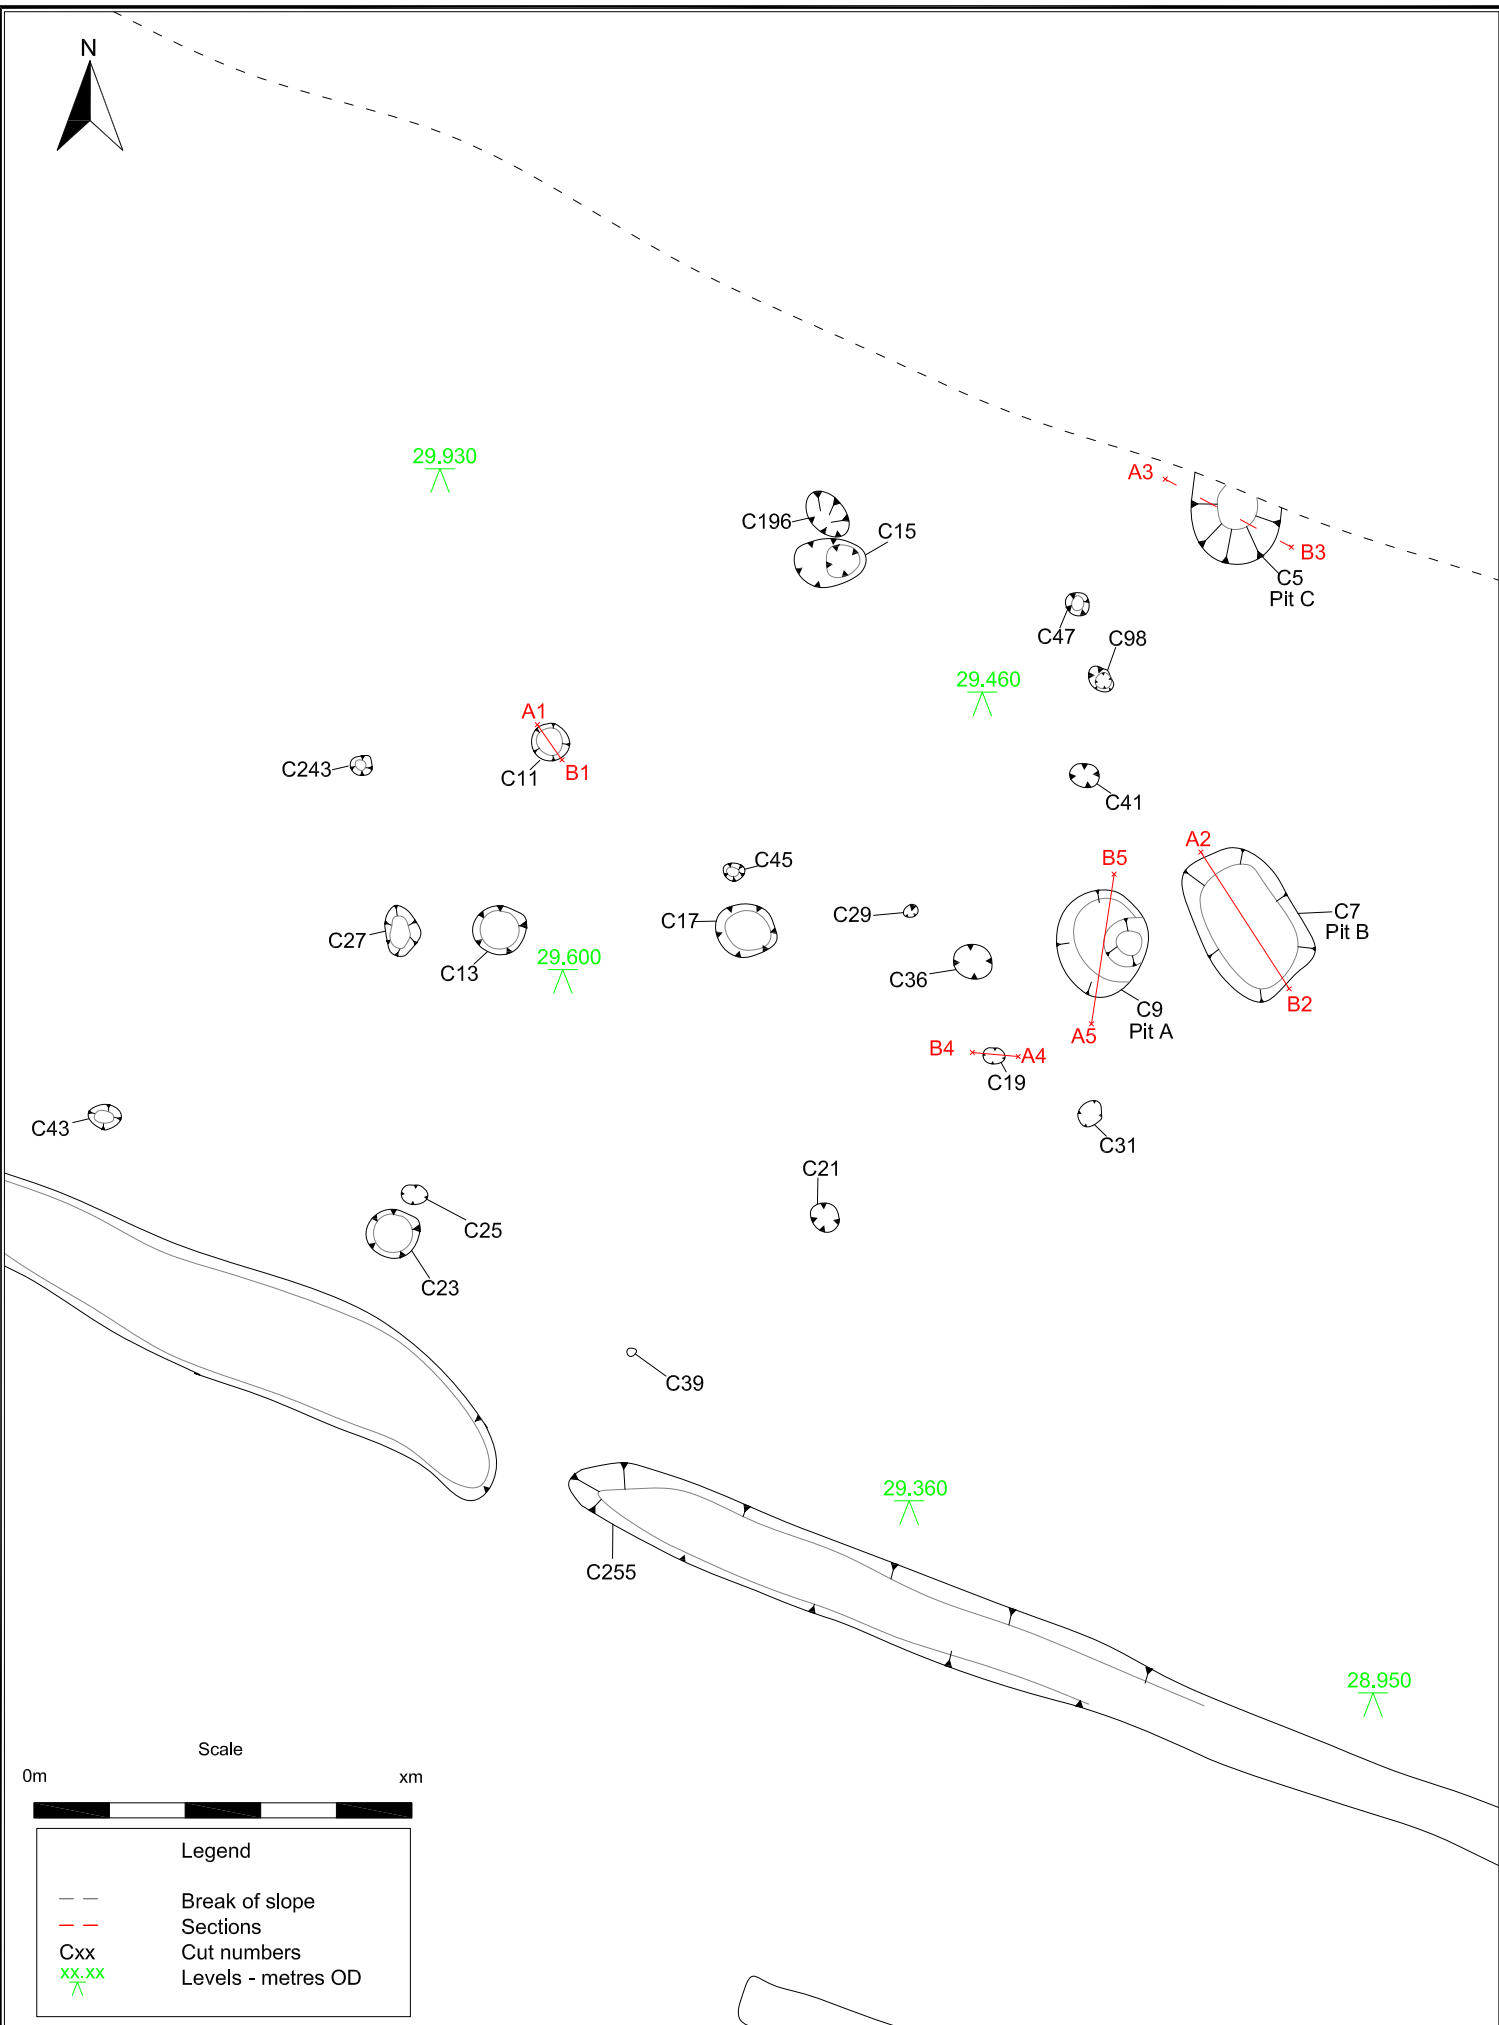 N
29.930
A3
C196
C15
B3
C5
Pit C
C47
C98
29.460
A1
C243
C11
B1
C41
A2
B5
C45
C29
C17
C7
Pit B
C27
C13
29.600
C36
C9
Pit A
B2
A5
B4
A4
C19
C43
C31
C21
C25
C23
C39
29.360
C255
28.950
Scale
0m xm
Legend
Break of slope
Sections
Cxx Cut numbers
xx.xx Levels - metres OD